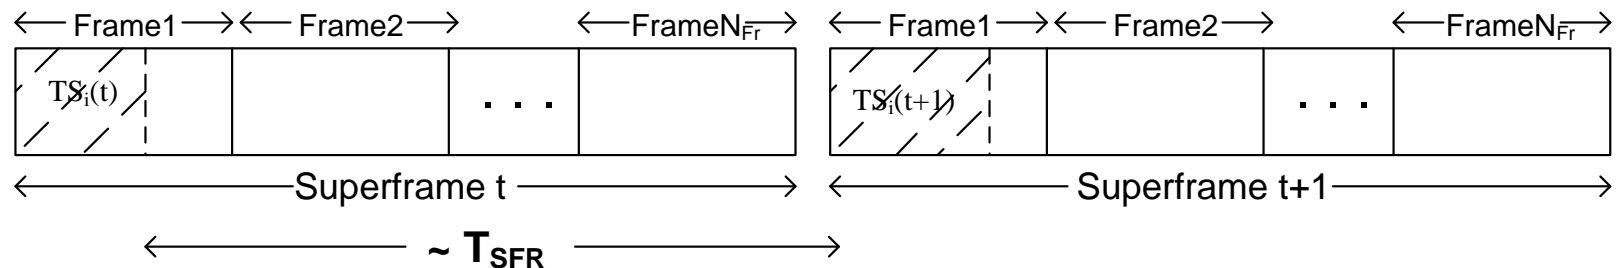 Frame1 Frame2 FrameN_Fr Frame1 Frame2 FrameN_Fr
TS_i(t) . . . TS_i(t+1) . . .
Superframe t Superframe t+1
~ T_SFR